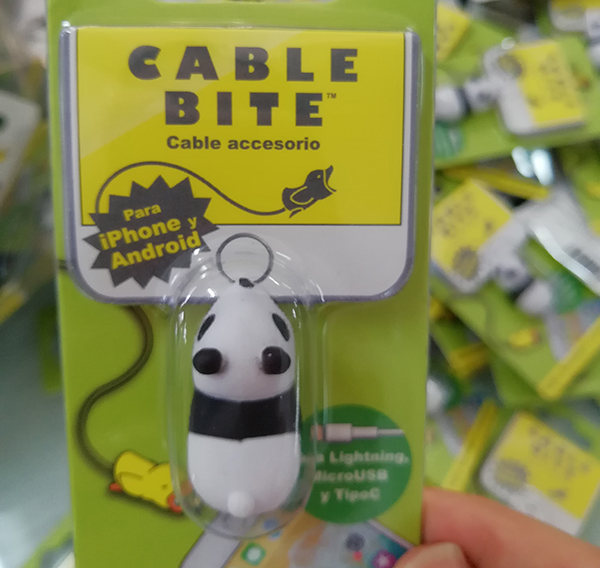 CABLE
BITE™
Cable accesorio
Para
iPhone y
Android
Lightning,
MicroUSB
y TipoC